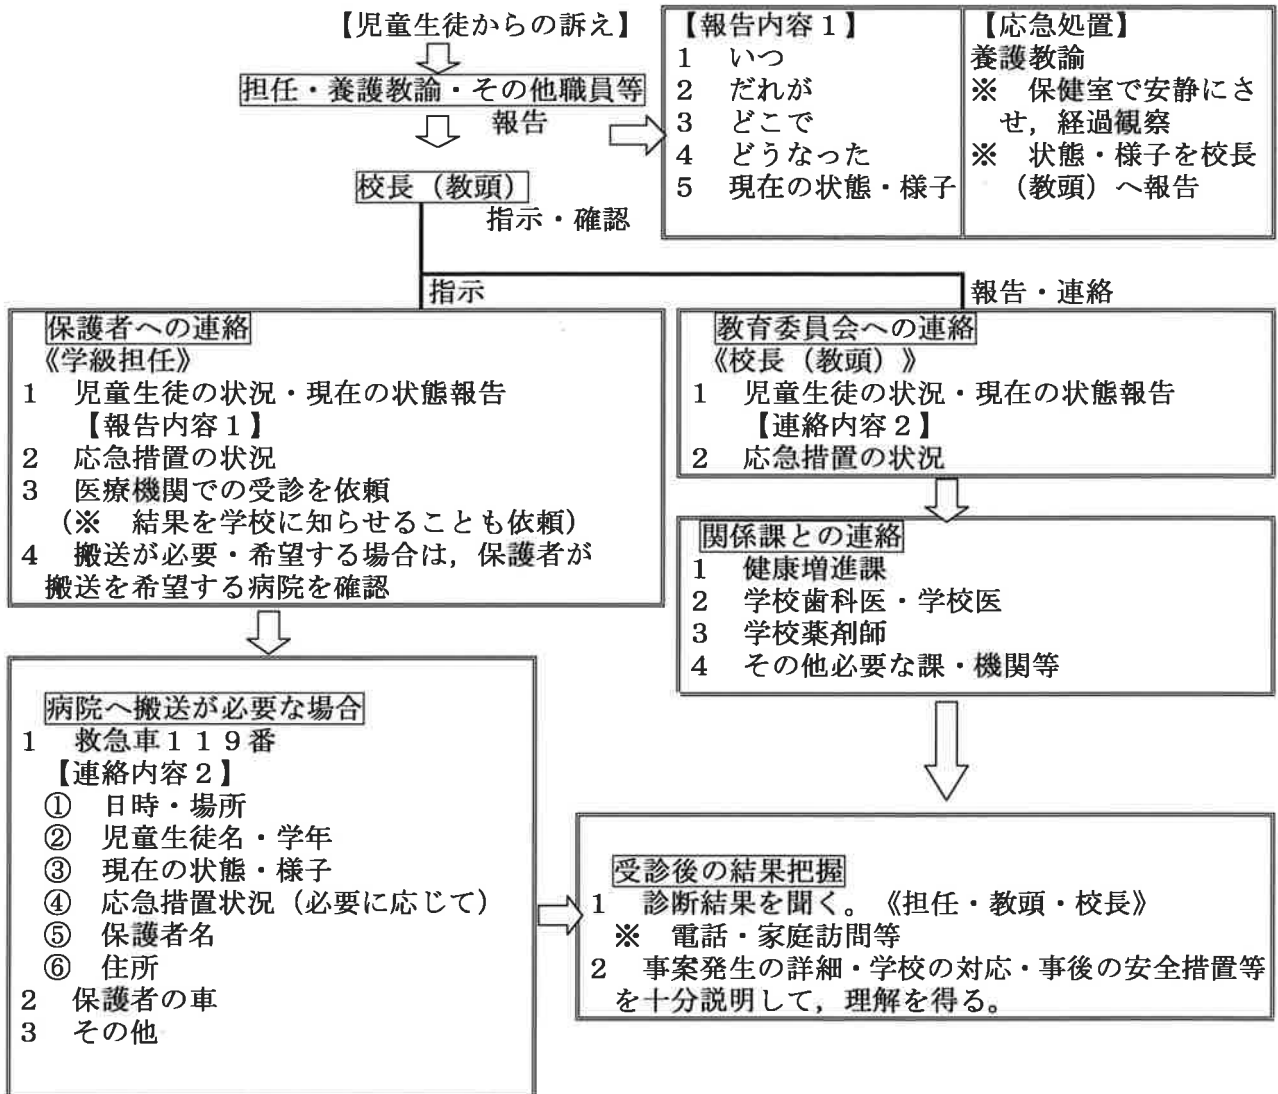 【児童生徒からの訴え】
担任・養護教諭・その他職員等
報告
校長（教頭）
指示・確認
【報告内容１】
1　いつ
2　だれが
3　どこで
4　どうなった
5　現在の状態・様子
【応急処置】
養護教諭
※　保健室で安静にさ
せ，経過観察
※　状態・様子を校長
（教頭）へ報告
指示
報告・連絡
保護者への連絡
《学級担任》
1　児童生徒の状況・現在の状態報告
【報告内容１】
2　応急措置の状況
3　医療機関での受診を依頼
（※　結果を学校に知らせることも依頼）
4　搬送が必要・希望する場合は，保護者が
搬送を希望する病院を確認
教育委員会への連絡
《校長（教頭）》
1　児童生徒の状況・現在の状態報告
【連絡内容２】
2　応急措置の状況
関係課との連絡
1　健康増進課
2　学校歯科医・学校医
3　学校薬剤師
4　その他必要な課・機関等
病院へ搬送が必要な場合
1　救急車１１９番
【連絡内容２】
①　日時・場所
②　児童生徒名・学年
③　現在の状態・様子
④　応急措置状況（必要に応じて）
⑤　保護者名
⑥　住所
2　保護者の車
3　その他
受診後の結果把握
1　診断結果を聞く。《担任・教頭・校長》
※　電話・家庭訪問等
2　事案発生の詳細・学校の対応・事後の安全措置等
を十分説明して，理解を得る。